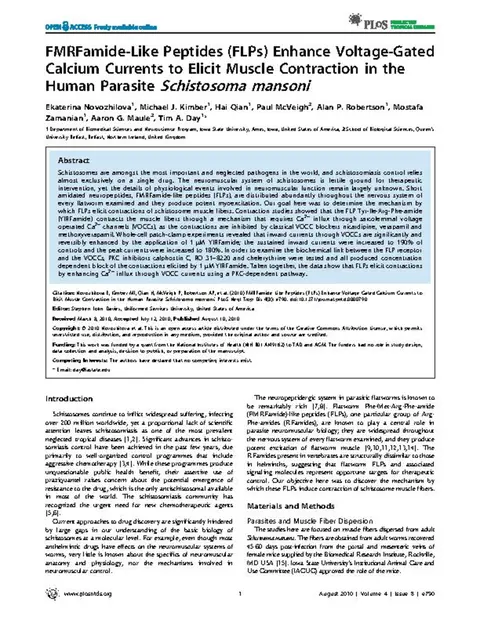 OPEN ACCESS Freely available online
PLoS NEGLECTED TROPICAL DISEASES
FMRFamide-Like Peptides (FLPs) Enhance Voltage-Gated
Calcium Currents to Elicit Muscle Contraction in the
Human Parasite Schistosoma mansoni
Ekaterina Novozhilova1, Michael J. Kimber1, Hai Qian1, Paul McVeigh2, Alan P. Robertson1, Mostafa
Zamanian1, Aaron G. Maule2, Tim A. Day1*
1 Department of Biomedical Sciences and Neuroscience Program, Iowa State University, Ames, Iowa, United States of America, 2 School of Biological Sciences, Queen's
University Belfast, Belfast, Northern Ireland, United Kingdom
Abstract
Schistosomes are amongst the most important and neglected pathogens in the world, and schistosomiasis control relies
almost exclusively on a single drug. The neuromuscular system of schistosomes is fertile ground for therapeutic
intervention, yet the details of physiological events involved in neuromuscular function remain largely unknown. Short
amidated neuropeptides, FMRFamide-like peptides (FLPs), are distributed abundantly throughout the nervous system of
every flatworm examined and they produce potent myoexcitation. Our goal here was to determine the mechanism by
which FLPs elicit contractions of schistosome muscle fibers. Contraction studies showed that the FLP Tyr-Ile-Arg-Phe-amide
(YIRFamide) contracts the muscle fibers through a mechanism that requires Ca2+ influx through sarcolemmal voltage
operated Ca2+ channels (VOCCs), as the contractions are inhibited by classical VOCC blockers nicardipine, verapamil and
methoxyverapamil. Whole cell patch-clamp experiments revealed that inward currents through VOCCs are significantly and
reversibly enhanced by the application of 1 µM YIRFamide; the sustained inward currents were increased to 190% of
controls and the peak currents were increased to 180%. In order to examine the biochemical link between the FLP receptor
and the VOCCs, PKC inhibitors calphostin C, RO 31–8220 and chelerythrine were tested and all produced concentration
dependent block of the contractions elicited by 1 µM YIRFamide. Taken together, the data show that FLPs elicit contractions
by enhancing Ca2+ influx through VOCC currents using a PKC-dependent pathway.
Citation: Novozhilova E, Kimber MJ, Qian H, McVeigh P, Robertson AP, et al. (2010) FMRFamide-Like Peptides (FLPs) Enhance Voltage-Gated Calcium Currents to
Elicit Muscle Contraction in the Human Parasite Schistosoma mansoni. PLoS Negl Trop Dis 4(8): e790. doi:10.1371/journal.pntd.0000790
Editor: Stephen John Davies, Uniformed Services University, United States of America
Received March 8, 2010; Accepted July 12, 2010; Published August 10, 2010
Copyright: © 2010 Novozhilova et al. This is an open-access article distributed under the terms of the Creative Commons Attribution License, which permits
unrestricted use, distribution, and reproduction in any medium, provided the original author and source are credited.
Funding: This work was funded by a grant from the National Institutes of Health (NIH R01 AI49162) to TAD and AGM. The funders had no role in study design,
data collection and analysis, decision to publish, or preparation of the manuscript.
Competing Interests: The authors have declared that no competing interests exist.
* Email: day@iastate.edu
Introduction
Schistosomes continue to inflict widespread suffering, infecting
over 200 million worldwide, yet a proportional lack of scientific
attention leaves schistosomiasis as one of the most prevalent
neglected tropical diseases [1,2]. Significant advances in schisto-
somiasis control have been achieved in the past few years, due
primarily to well-organized control programmes that include
aggressive chemotherapy [3,4]. While these programmes produce
unquestionable public health benefit, their assertive use of
praziquantel raises concern about the potential emergence of
resistance to the drug, which is the only antischistosomal available
in most of the world. The schistosomiasis community has
recognized the urgent need for new chemotherapeutic agents
[5,6].
Current approaches to drug discovery are significantly hindered
by large gaps in our understanding of the basic biology of
schistosomes at a molecular level. For example, even though most
anthelmintic drugs have effects on the neuromuscular systems of
worms, very little is known about the specifics of neuromuscular
anatomy and physiology, nor the mechanisms involved in
neuromuscular control.
The neuropeptidergic system in parasitic flatworms is known to
be remarkably rich [7,8]. Flatworm Phe-Met-Arg-Phe-amide
(FMRFamide)-like peptides (FLPs), one particular group of Arg-
Phe-amides (RFamides), are known to play a central role in
parasite neuromuscular biology; they are widespread throughout
the nervous system of every flatworm examined, and they produce
potent excitation of flatworm muscle [9,10,11,12,13,14]. The
RFamides present in vertebrates are structurally dissimilar to those
in helminths, suggesting that flatworm FLPs and associated
signaling molecules represent opportune targets for therapeutic
control. Our objective here was to discover the mechanism by
which these FLPs induce contraction of schistosome muscle fibers.
Materials and Methods
Parasites and Muscle Fiber Dispersion
The studies here are focused on muscle fibers dispersed from adult
Schistosoma mansoni. The fibers are obtained from adult worms recovered
45-60 days post-infection from the portal and mesenteric veins of
female mice supplied by the Biomedical Research Institute, Rockville,
MD USA [15]. Iowa State University's Institutional Animal Care and
Use Committee (IACUC) approved the role of the mice.
www.plosntds.org
1
August 2010 | Volume 4 | Issue 8 | e790